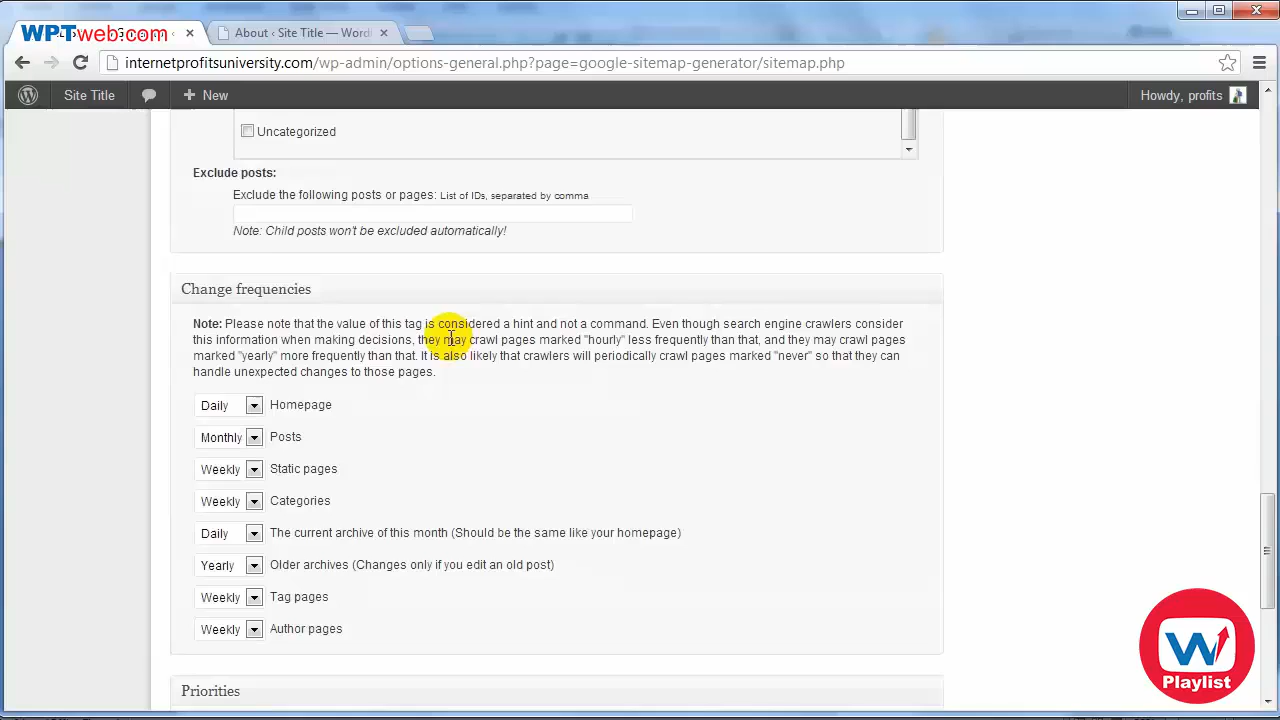 WPTweb.com
About ‹ Site Title — Word
internetprofitsuniversity.com/wp-admin/options-general.php?page=google-sitemap-generator/sitemap.php
Site Title
New
Howdy, profits
Uncategorized
Exclude posts:
Exclude the following posts or pages: List of IDs, separated by comma
Note: Child posts won't be excluded automatically!
Change frequencies
Note: Please note that the value of this tag is considered a hint and not a command. Even though search engine crawlers consider
this information when making decisions, they may crawl pages marked "hourly" less frequently than that, and they may crawl pages
marked "yearly" more frequently than that. It is also likely that crawlers will periodically crawl pages marked "never" so that they can
handle unexpected changes to those pages.
Daily Homepage
Monthly Posts
Weekly Static pages
Weekly Categories
Daily The current archive of this month (Should be the same like your homepage)
Yearly Older archives (Changes only if you edit an old post)
Weekly Tag pages
Weekly Author pages
Priorities
W
Playlist